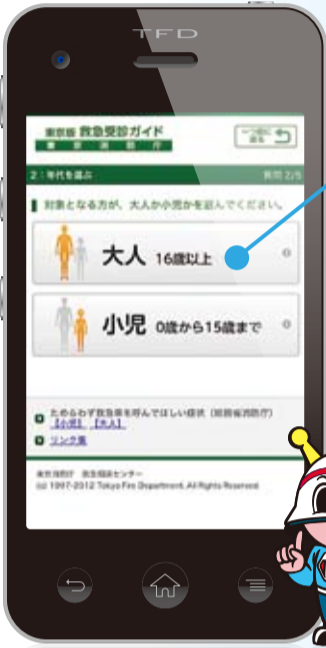 TFD
東京版 救急受診ガイド
一つ前に
戻る
東京消防庁
2:年代を選ぶ
質問 2/5
対象となる方が、大人か小児かを選んでください。
大人 16歳以上
小児 0歳から15歳まで
ためらわず救急車を呼んでほしい症状(総務省消防庁)
【小児】 【大人】
リンク集
東京消防庁 救急相談センター
(c) 1997-2012 Tokyo Fire Department. All Rights Reserved